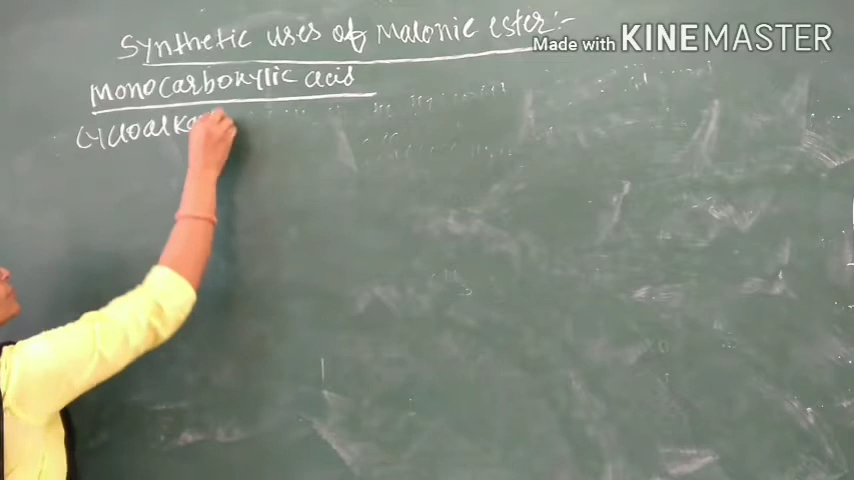 Synthetic uses of Malonic ester:-
Made with KINEMASTER
Monocarboxylic acid
Cycloalka